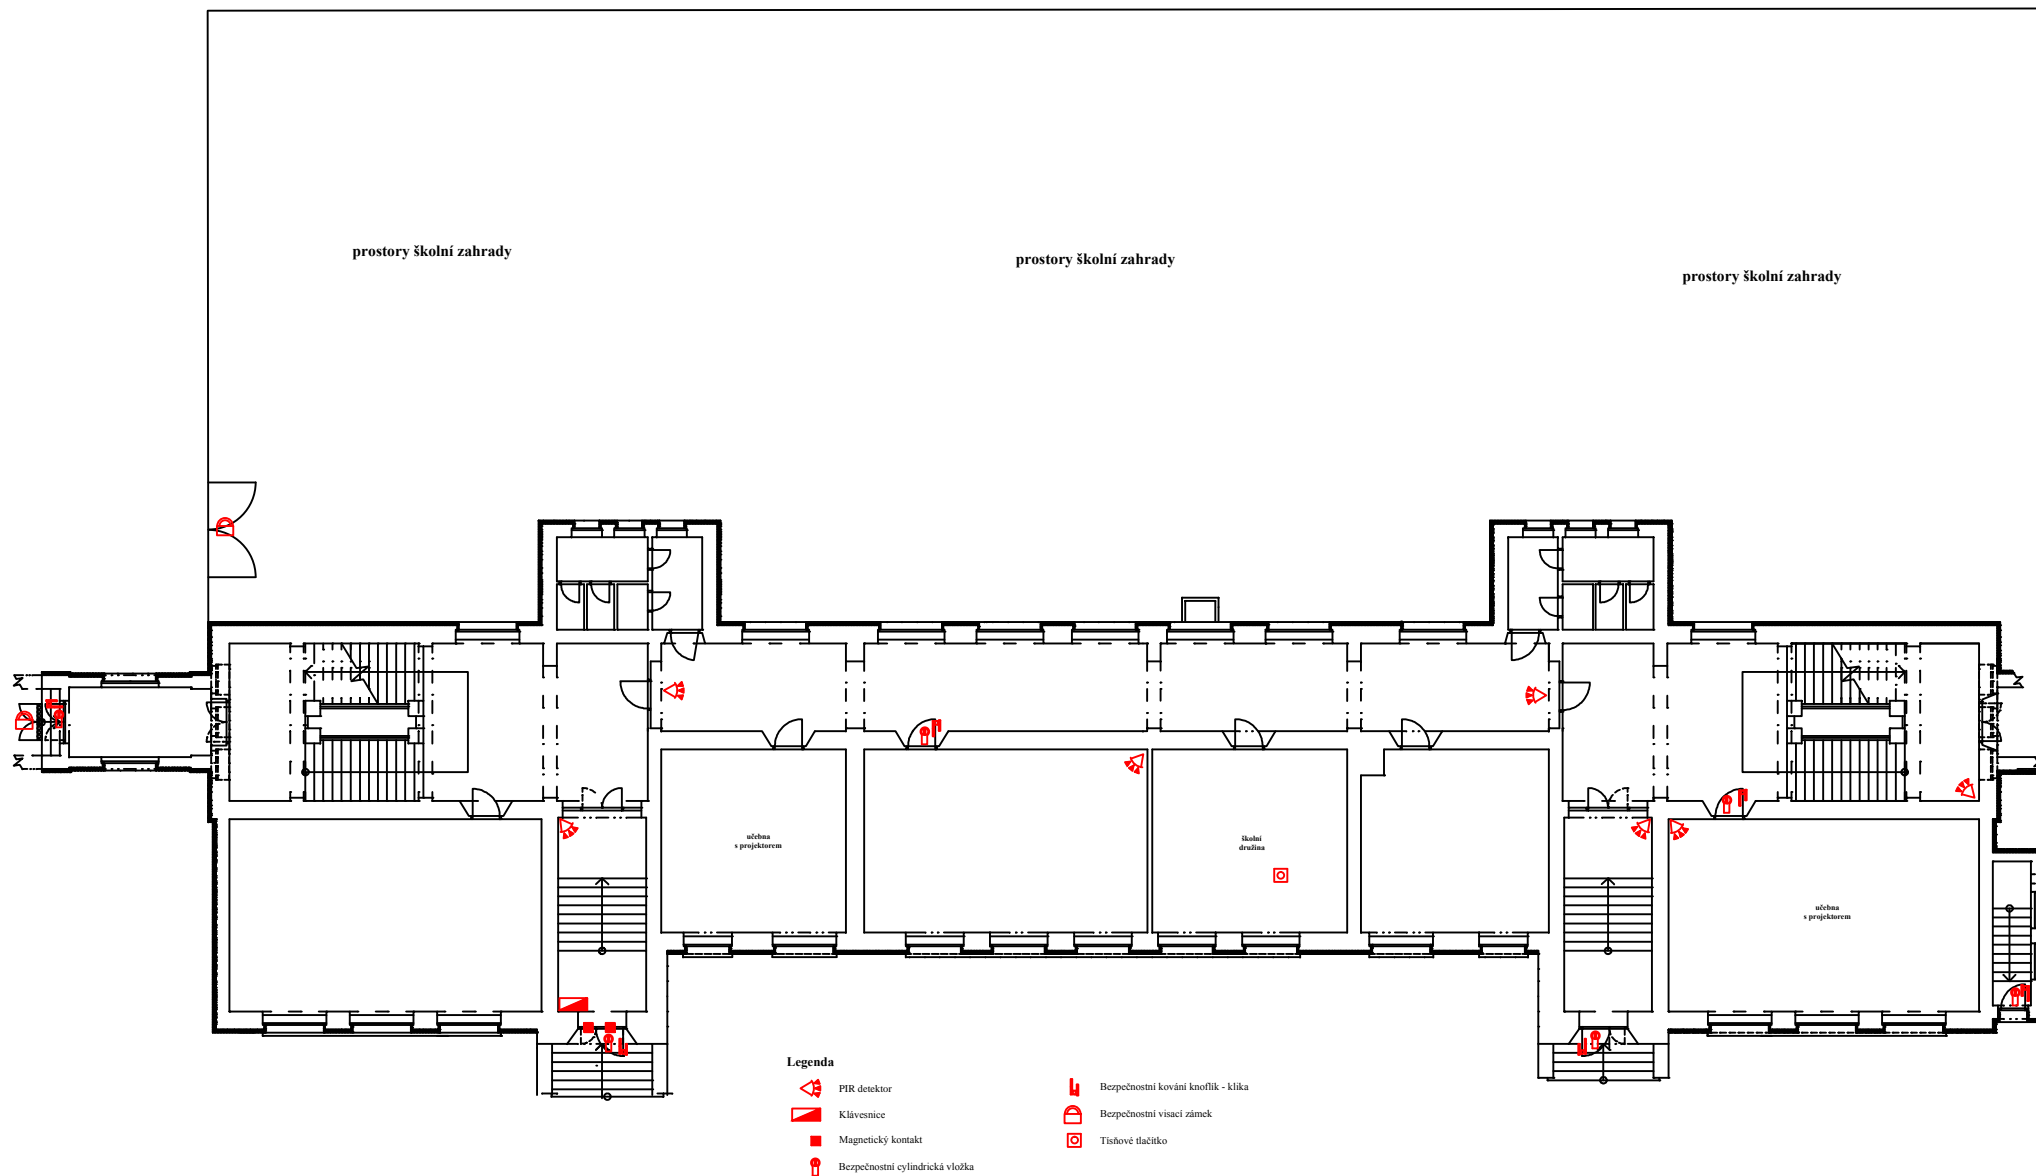 prostory školní zahrady
prostory školní zahrady
prostory školní zahrady
učebna
s projektorem
školní
družina
učebna
s projektorem
Legenda
PIR detektor
Klávesnice
Magnetický kontakt
Bezpečnostní cylindrická vložka
Bezpečnostní kování knoflík - klika
Bezpečnostní visací zámek
Tísňové tlačítko